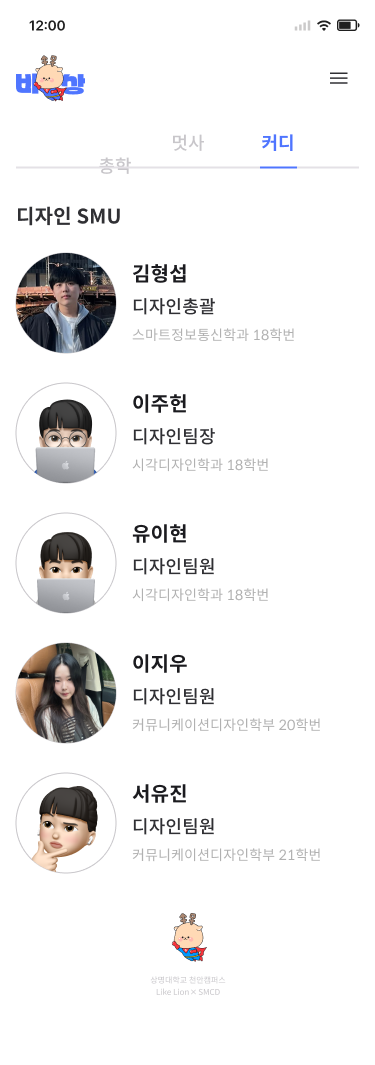 12:00
바 상
총학
멋사
커디
디자인 SMU
김형섭
디자인총괄
스마트정보통신학과 18학번
이주헌
디자인팀장
시각디자인학과 18학번
유이현
디자인팀원
시각디자인학과 18학번
이지우
디자인팀원
커뮤니케이션디자인학부 20학번
서유진
디자인팀원
커뮤니케이션디자인학부 21학번
상명대학교 천안캠퍼스
Like Lion × SMCD